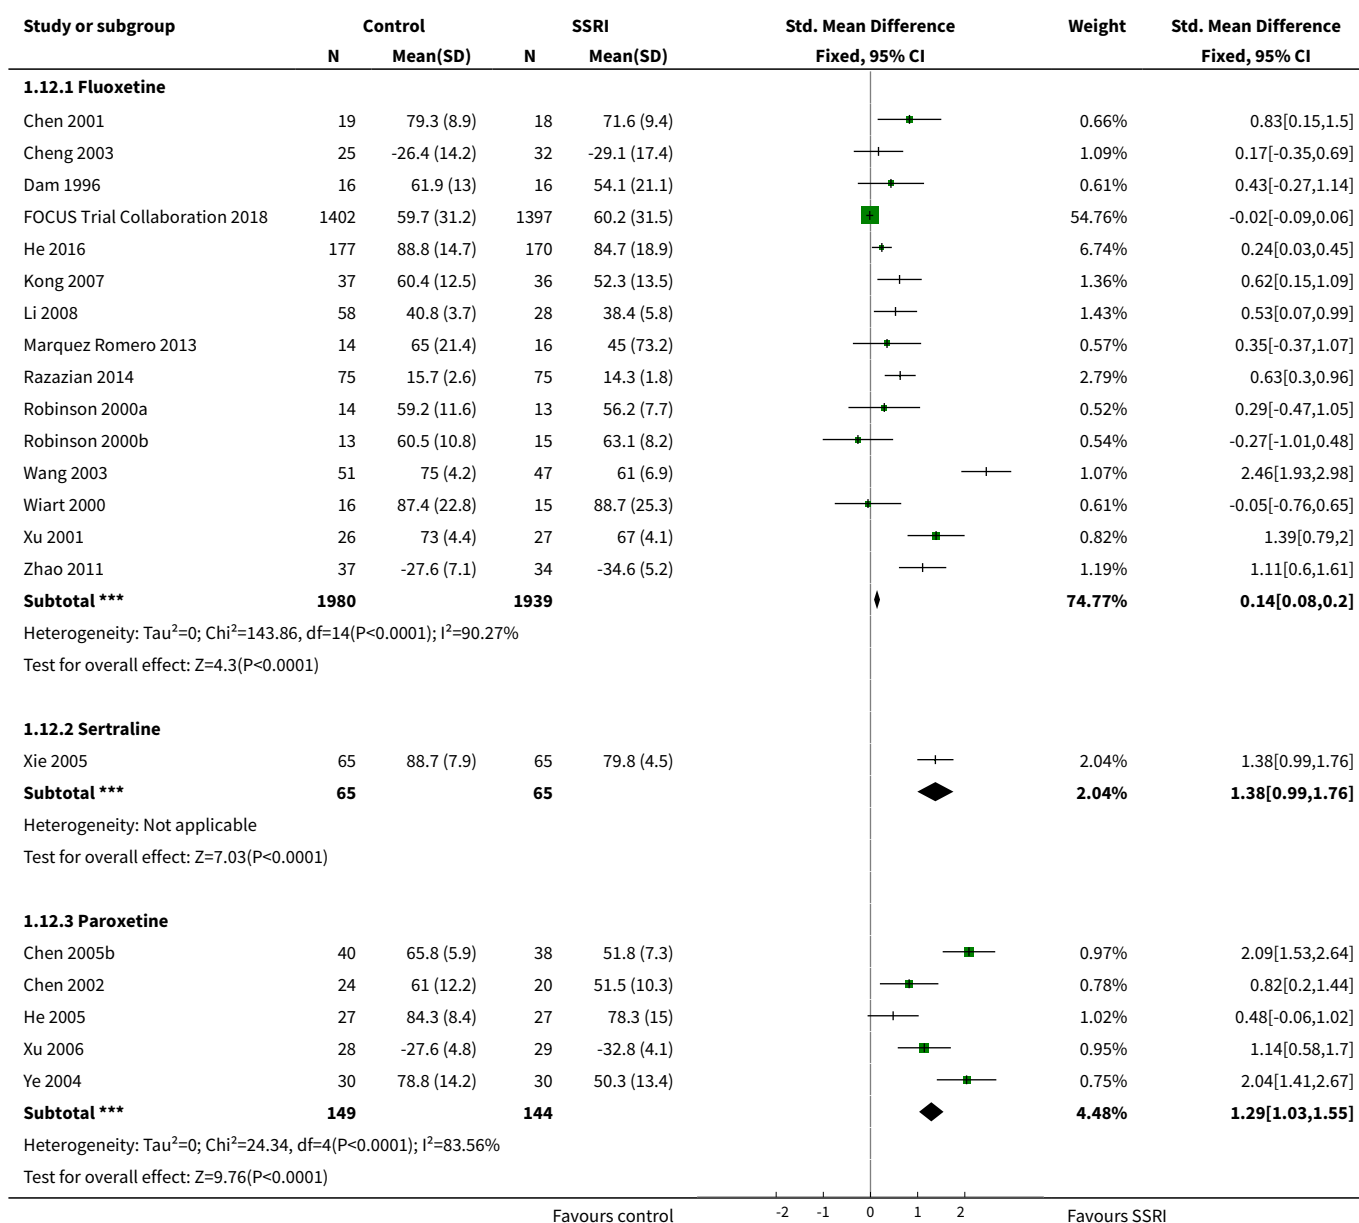 Study or subgroup Control SSRI Std. Mean Difference Weight Std. Mean Difference
N Mean(SD) N Mean(SD) Fixed, 95% CI Fixed, 95% CI
1.12.1 Fluoxetine
Chen 2001 19 79.3 (8.9) 18 71.6 (9.4) 0.66% 0.83[0.15,1.5]
Cheng 2003 25 -26.4 (14.2) 32 -29.1 (17.4) 1.09% 0.17[-0.35,0.69]
Dam 1996 16 61.9 (13) 16 54.1 (21.1) 0.61% 0.43[-0.27,1.14]
FOCUS Trial Collaboration 2018 1402 59.7 (31.2) 1397 60.2 (31.5) 54.76% -0.02[-0.09,0.06]
He 2016 177 88.8 (14.7) 170 84.7 (18.9) 6.74% 0.24[0.03,0.45]
Kong 2007 37 60.4 (12.5) 36 52.3 (13.5) 1.36% 0.62[0.15,1.09]
Li 2008 58 40.8 (3.7) 28 38.4 (5.8) 1.43% 0.53[0.07,0.99]
Marquez Romero 2013 14 65 (21.4) 16 45 (73.2) 0.57% 0.35[-0.37,1.07]
Razazian 2014 75 15.7 (2.6) 75 14.3 (1.8) 2.79% 0.63[0.3,0.96]
Robinson 2000a 14 59.2 (11.6) 13 56.2 (7.7) 0.52% 0.29[-0.47,1.05]
Robinson 2000b 13 60.5 (10.8) 15 63.1 (8.2) 0.54% -0.27[-1.01,0.48]
Wang 2003 51 75 (4.2) 47 61 (6.9) 1.07% 2.46[1.93,2.98]
Wiart 2000 16 87.4 (22.8) 15 88.7 (25.3) 0.61% -0.05[-0.76,0.65]
Xu 2001 26 73 (4.4) 27 67 (4.1) 0.82% 1.39[0.79,2]
Zhao 2011 37 -27.6 (7.1) 34 -34.6 (5.2) 1.19% 1.11[0.6,1.61]
Subtotal *** 1980 1939 74.77% 0.14[0.08,0.2]
Heterogeneity: Tau²=0; Chi²=143.86, df=14(P<0.0001); I²=90.27%
Test for overall effect: Z=4.3(P<0.0001)
1.12.2 Sertraline
Xie 2005 65 88.7 (7.9) 65 79.8 (4.5) 2.04% 1.38[0.99,1.76]
Subtotal *** 65 65 2.04% 1.38[0.99,1.76]
Heterogeneity: Not applicable
Test for overall effect: Z=7.03(P<0.0001)
1.12.3 Paroxetine
Chen 2005b 40 65.8 (5.9) 38 51.8 (7.3) 0.97% 2.09[1.53,2.64]
Chen 2002 24 61 (12.2) 20 51.5 (10.3) 0.78% 0.82[0.2,1.44]
He 2005 27 84.3 (8.4) 27 78.3 (15) 1.02% 0.48[-0.06,1.02]
Xu 2006 28 -27.6 (4.8) 29 -32.8 (4.1) 0.95% 1.14[0.58,1.7]
Ye 2004 30 78.8 (14.2) 30 50.3 (13.4) 0.75% 2.04[1.41,2.67]
Subtotal *** 149 144 4.48% 1.29[1.03,1.55]
Heterogeneity: Tau²=0; Chi²=24.34, df=4(P<0.0001); I²=83.56%
Test for overall effect: Z=9.76(P<0.0001)
Favours control -2 -1 0 1 2 Favours SSRI